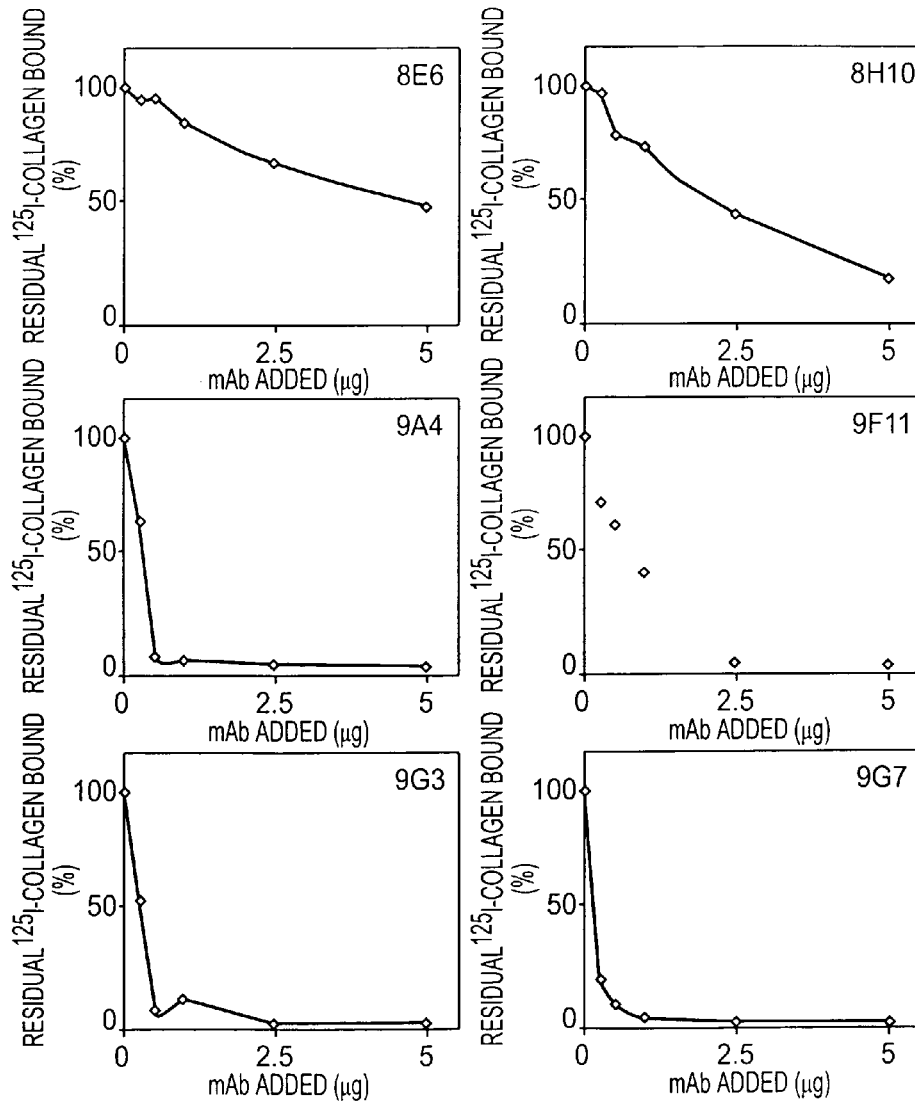 RESIDUAL ¹²⁵I-COLLAGEN BOUND
(%)
8E6
100
50
0
0 2.5 5
mAb ADDED (µg)
RESIDUAL ¹²⁵I-COLLAGEN BOUND
(%)
8H10
100
50
0
0 2.5 5
mAb ADDED (µg)
RESIDUAL ¹²⁵I-COLLAGEN BOUND
(%)
9A4
100
50
0
0 2.5 5
mAb ADDED (µg)
RESIDUAL ¹²⁵I-COLLAGEN BOUND
(%)
9F11
100
50
0
0 2.5 5
mAb ADDED (µg)
RESIDUAL ¹²⁵I-COLLAGEN BOUND
(%)
9G3
100
50
0
0 2.5 5
mAb ADDED (µg)
RESIDUAL ¹²⁵I-COLLAGEN BOUND
(%)
9G7
100
50
0
0 2.5 5
mAb ADDED (µg)